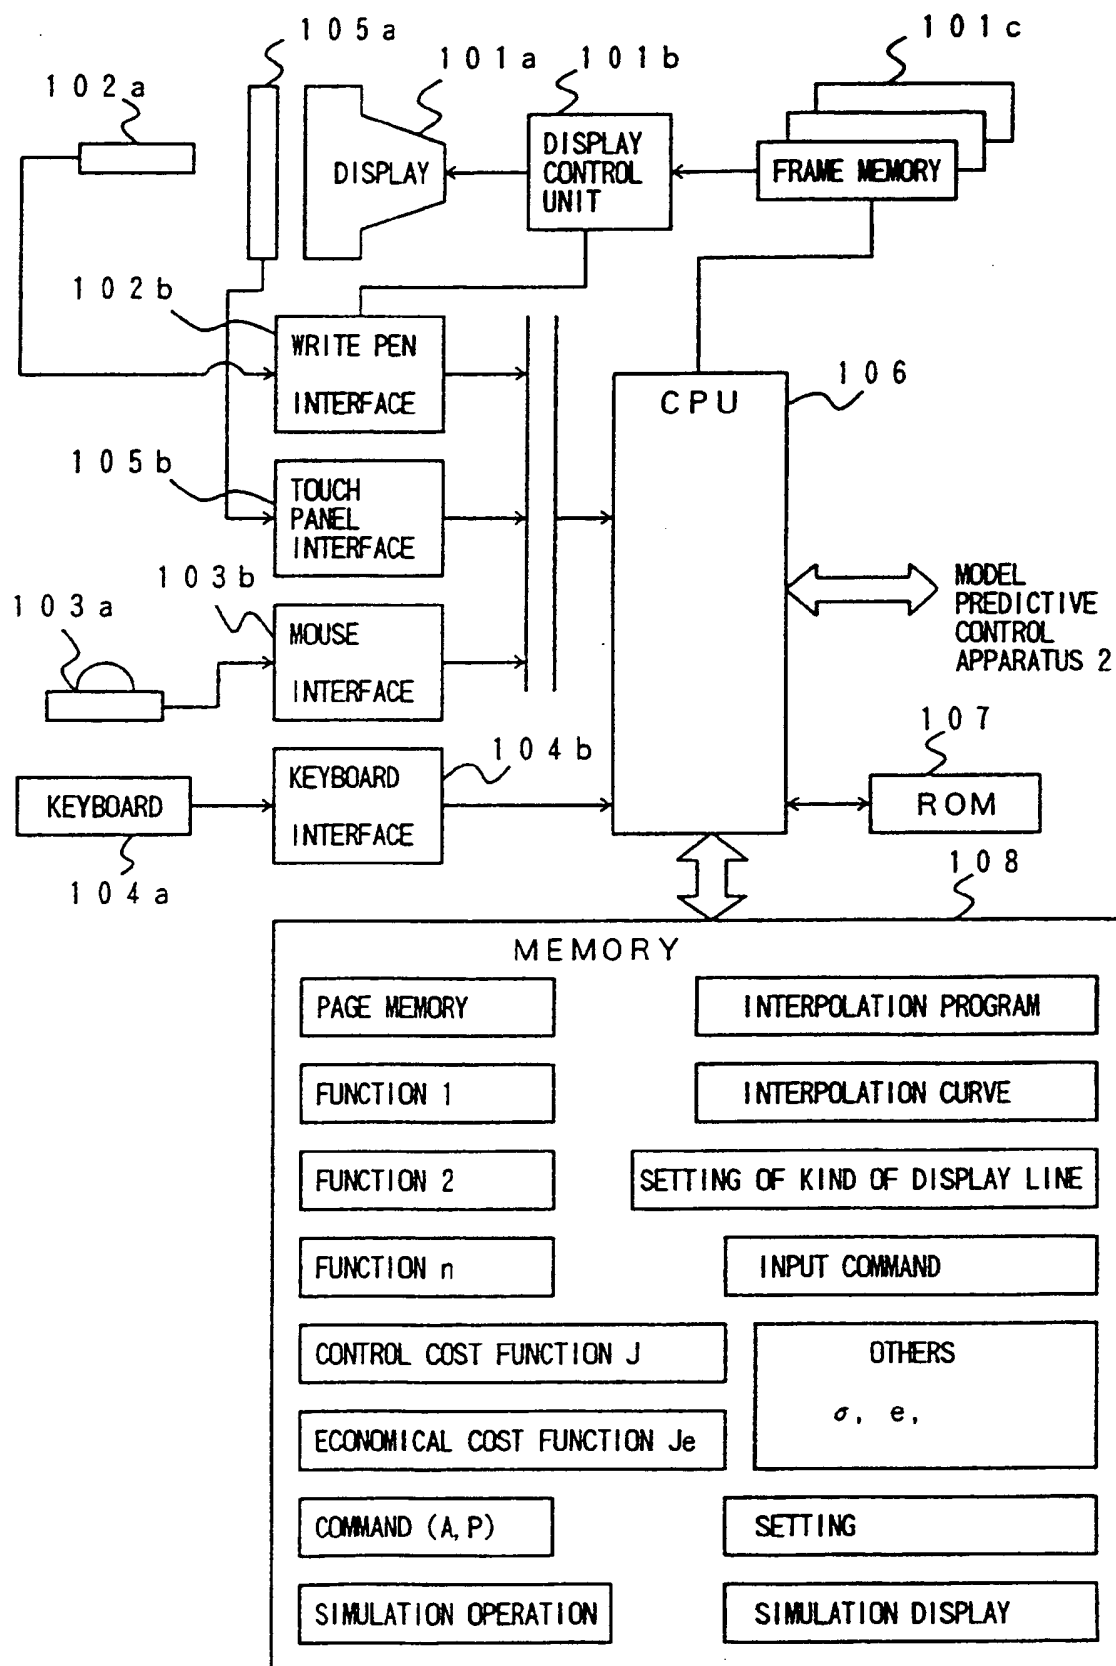 105a
101a
101b
101c
102a
DISPLAY
DISPLAY
CONTROL
UNIT
FRAME MEMORY
102b
WRITE PEN
INTERFACE
CPU
106
105b
TOUCH
PANEL
INTERFACE
103b
103a
MOUSE
INTERFACE
MODEL
PREDICTIVE
CONTROL
APPARATUS 2
104b
107
KEYBOARD
KEYBOARD
INTERFACE
ROM
104a
108
MEMORY
PAGE MEMORY
INTERPOLATION PROGRAM
FUNCTION 1
INTERPOLATION CURVE
FUNCTION 2
SETTING OF KIND OF DISPLAY LINE
FUNCTION n
INPUT COMMAND
CONTROL COST FUNCTION J
OTHERS
σ, e,
ECONOMICAL COST FUNCTION Je
COMMAND (A, P)
SETTING
SIMULATION OPERATION
SIMULATION DISPLAY